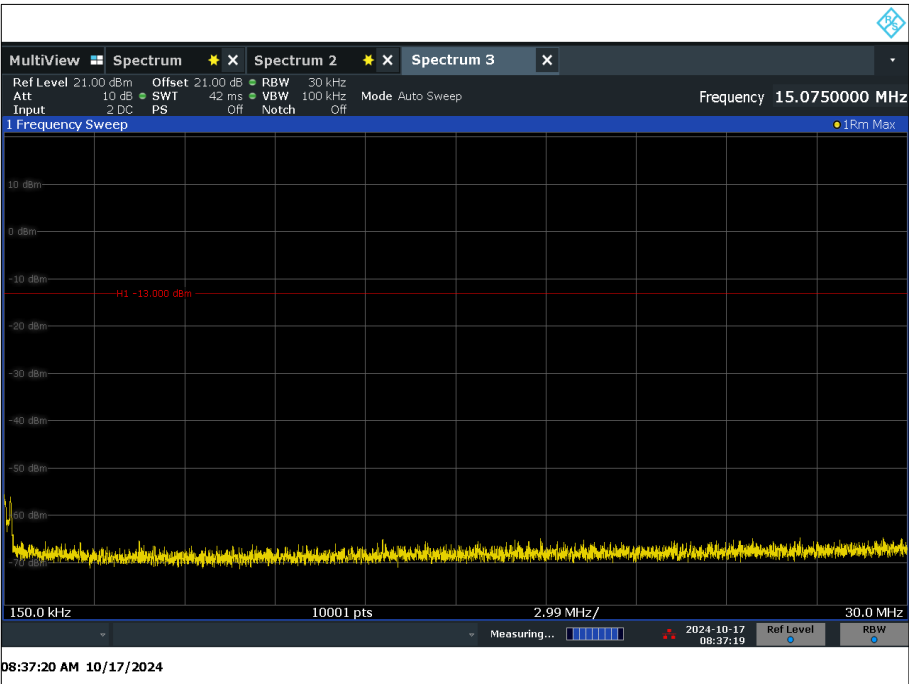 R S
MultiView Spectrum Spectrum 2 Spectrum 3
Ref Level 21.00 dBm Offset 21.00 dB RBW 30 kHz
Att 10 dB SWT 42 ms VBW 100 kHz Mode Auto Sweep
Input 2 DC PS Off Notch Off
Frequency 15.0750000 MHz
1 Frequency Sweep 1Rm Max
10 dBm
0 dBm
-10 dBm
H1 -13.000 dBm
-20 dBm
-30 dBm
-40 dBm
-50 dBm
-60 dBm
-70 dBm
150.0 kHz 10001 pts 2.99 MHz/ 30.0 MHz
Measuring... 2024-10-17 Ref Level RBW
08:37:19
08:37:20 AM 10/17/2024